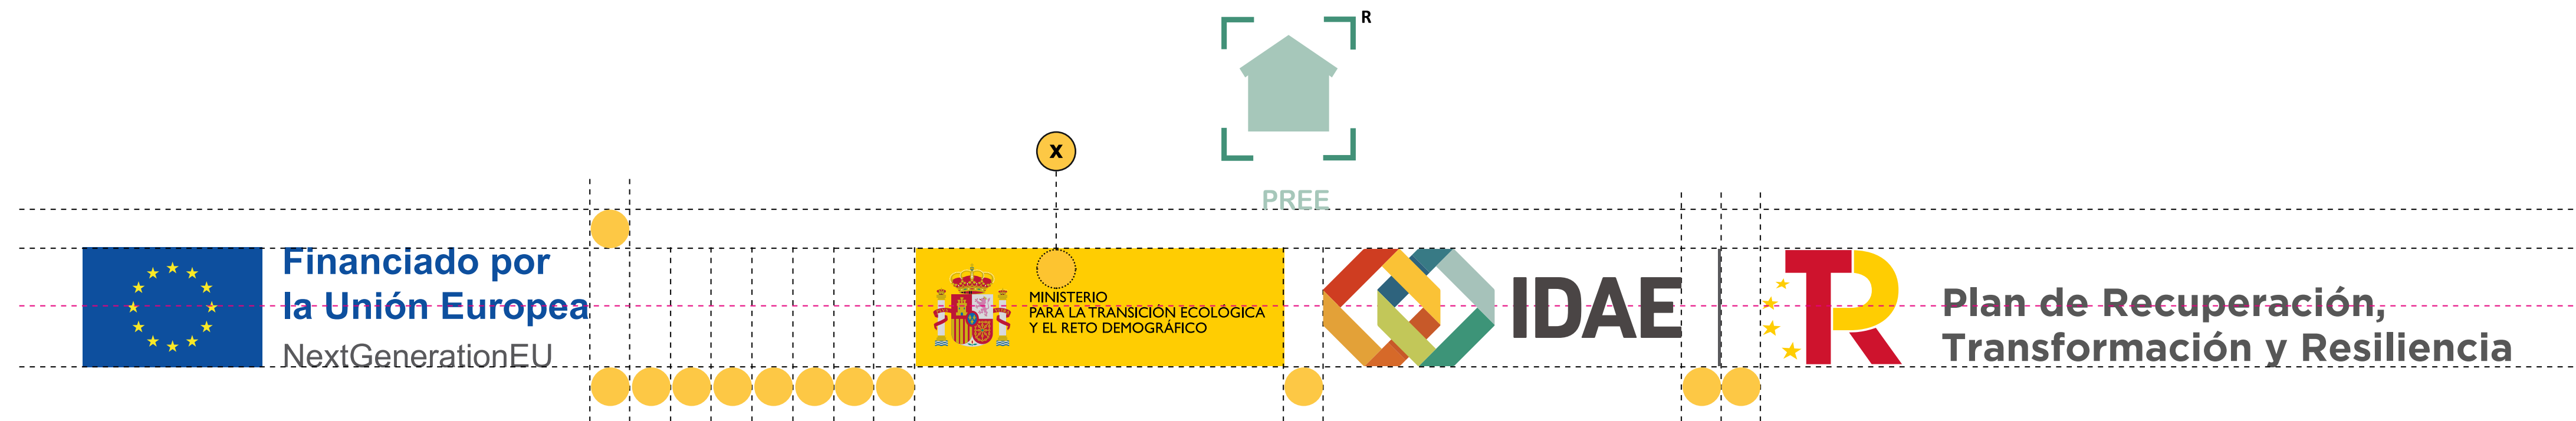 R
X
PREE
Financiado por
la Unión Europea
NextGenerationEU
MINISTERIO
PARA LA TRANSICIÓN ECOLÓGICA
Y EL RETO DEMOGRÁFICO
IDAE
TR
Plan de Recuperación,
Transformación y Resiliencia